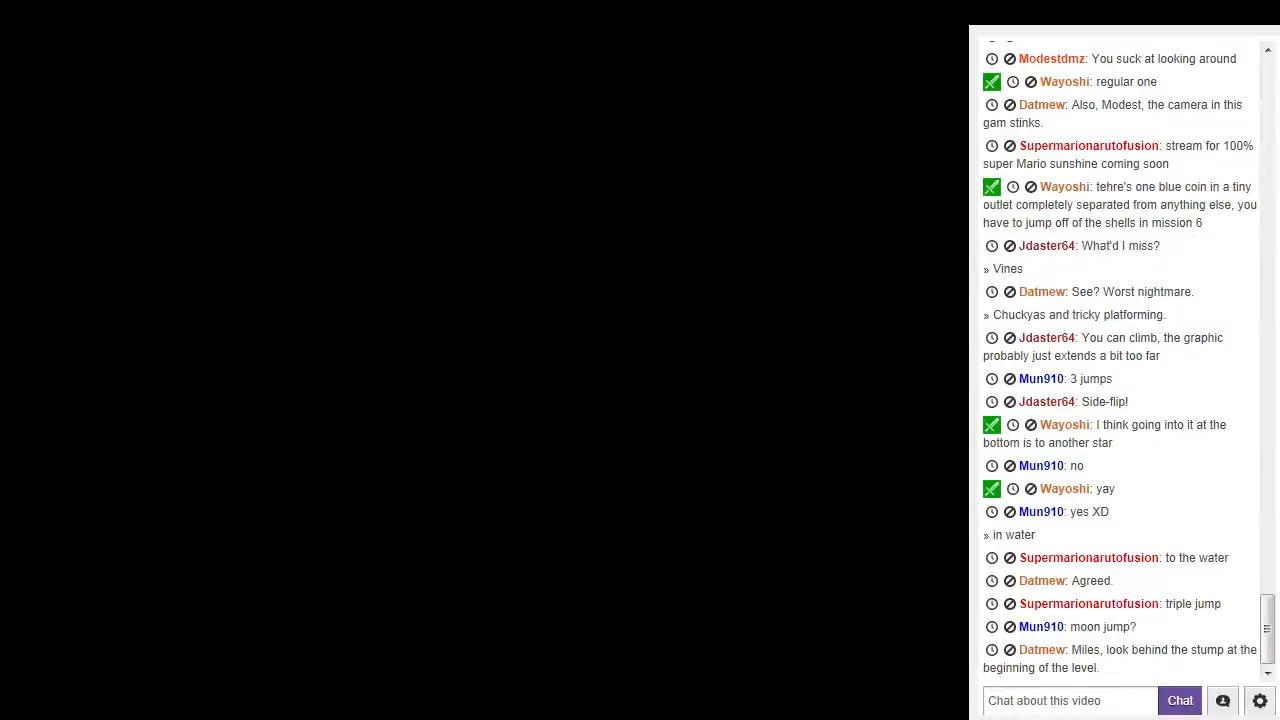 Modestdmz: You suck at looking around
Wayoshi: regular one
Datmew: Also, Modest, the camera in this
gam stinks.
Supermarionarutofusion: stream for 100%
super Mario sunshine coming soon
Wayoshi: tehre's one blue coin in a tiny
outlet completely separated from anything else, you
have to jump off of the shells in mission 6
Jdaster64: What'd I miss?
» Vines
Datmew: See? Worst nightmare.
» Chuckyas and tricky platforming.
Jdaster64: You can climb, the graphic
probably just extends a bit too far
Mun910: 3 jumps
Jdaster64: Side-flip!
Wayoshi: I think going into it at the
bottom is to another star
Mun910: no
Wayoshi: yay
Mun910: yes XD
» in water
Supermarionarutofusion: to the water
Datmew: Agreed.
Supermarionarutofusion: triple jump
Mun910: moon jump?
Datmew: Miles, look behind the stump at the
beginning of the level.
Chat about this video Chat